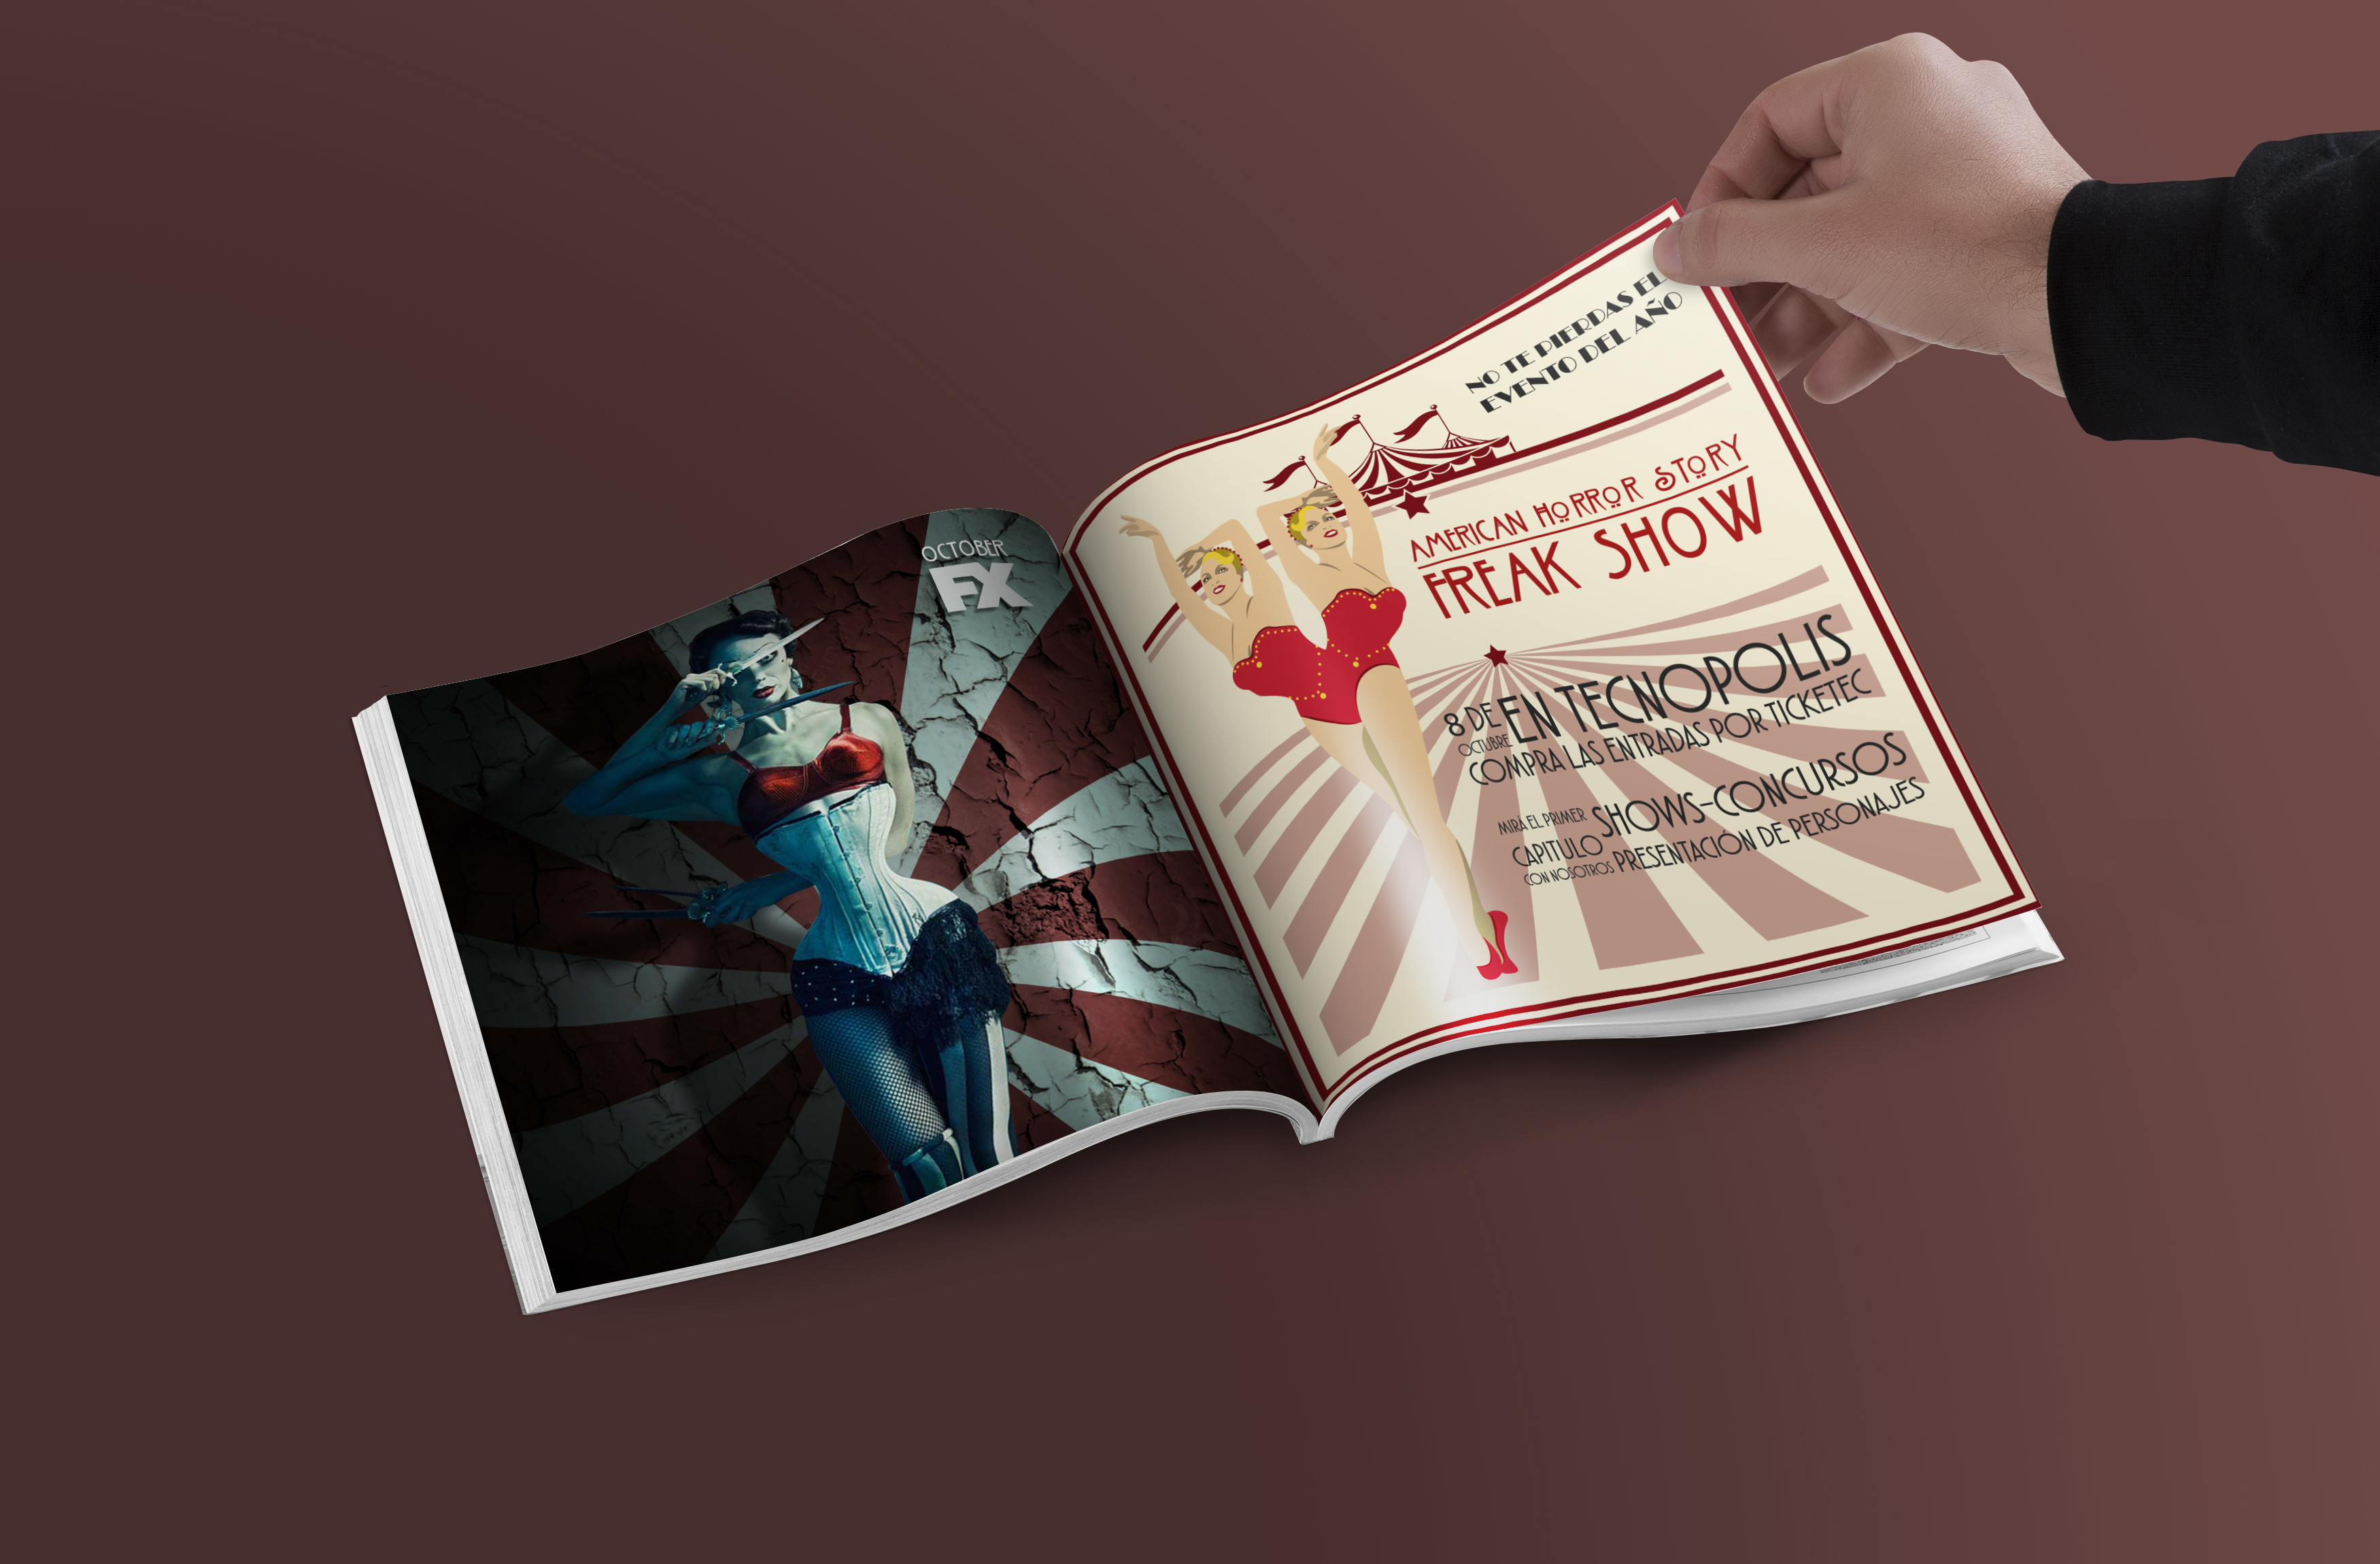 OCTOBER
FX
NO TE PIERDAS EL
EVENTO DEL AÑO
AMERICAN HORROR STORY
FREAK SHOW
8 DE OCTUBRE EN TECNOPOLIS
COMPRA LAS ENTRADAS POR TICKETEC
MIRÁ EL PRIMER CAPITULO CON NOSOTROS
SHOWS-CONCURSOS
PRESENTACIÓN DE PERSONAJES